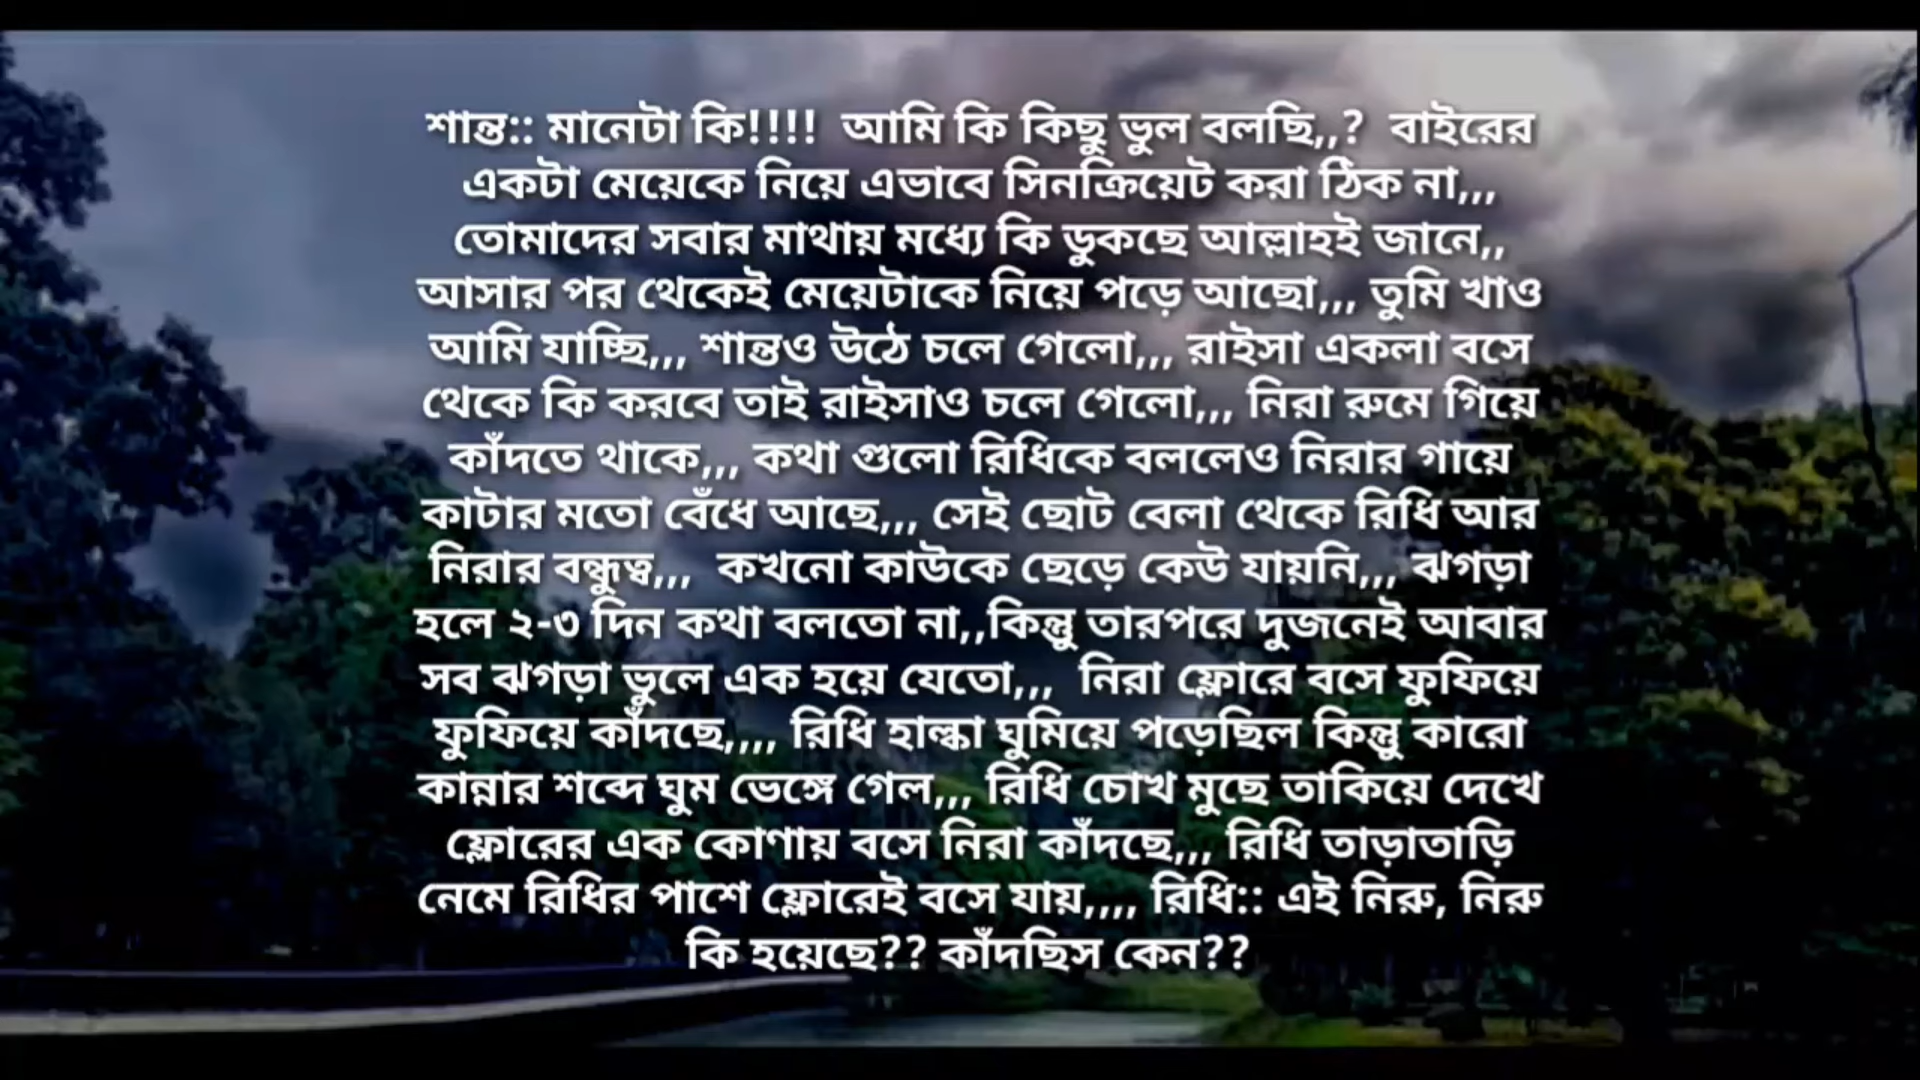 শান্ত:: মানেটা কি!!!! আমি কি কিছু ভুল বলছি,,? বাইরের
একটা মেয়েকে নিয়ে এভাবে সিনক্রিয়েট করা ঠিক না,,,
তোমাদের সবার মাথায় মধ্যে কি ডুকছে আল্লাহই জানে,,
আসার পর থেকেই মেয়েটাকে নিয়ে পড়ে আছো,,, তুমি খাও
আমি যাচ্ছি,,, শান্তও উঠে চলে গেলো,,, রাইসা একলা বসে
থেকে কি করবে তাই রাইসাও চলে গেলো,,, নিরা রুমে গিয়ে
কাঁদতে থাকে,,, কথা গুলো রিধিকে বললেও নিরার গায়ে
কাটার মতো বেঁধে আছে,,, সেই ছোট বেলা থেকে রিধি আর
নিরার বন্ধুত্ব,,, কখনো কাউকে ছেড়ে কেউ যায়নি,,, ঝগড়া
হলে ২-৩ দিন কথা বলতো না,,কিন্তু তারপরে দুজনেই আবার
সব ঝগড়া ভুলে এক হয়ে যেতো,,, নিরা ফ্লোরে বসে ফুফিয়ে
ফুফিয়ে কাঁদছে,,,, রিধি হাল্কা ঘুমিয়ে পড়েছিল কিন্তু কারো
কান্নার শব্দে ঘুম ভেঙ্গে গেল,,, রিধি চোখ মুছে তাকিয়ে দেখে
ফ্লোরের এক কোণায় বসে নিরা কাঁদছে,,, রিধি তাড়াতাড়ি
নেমে রিধির পাশে ফ্লোরেই বসে যায়,,,, রিধি:: এই নিরু, নিরু
কি হয়েছে?? কাঁদছিস কেন??